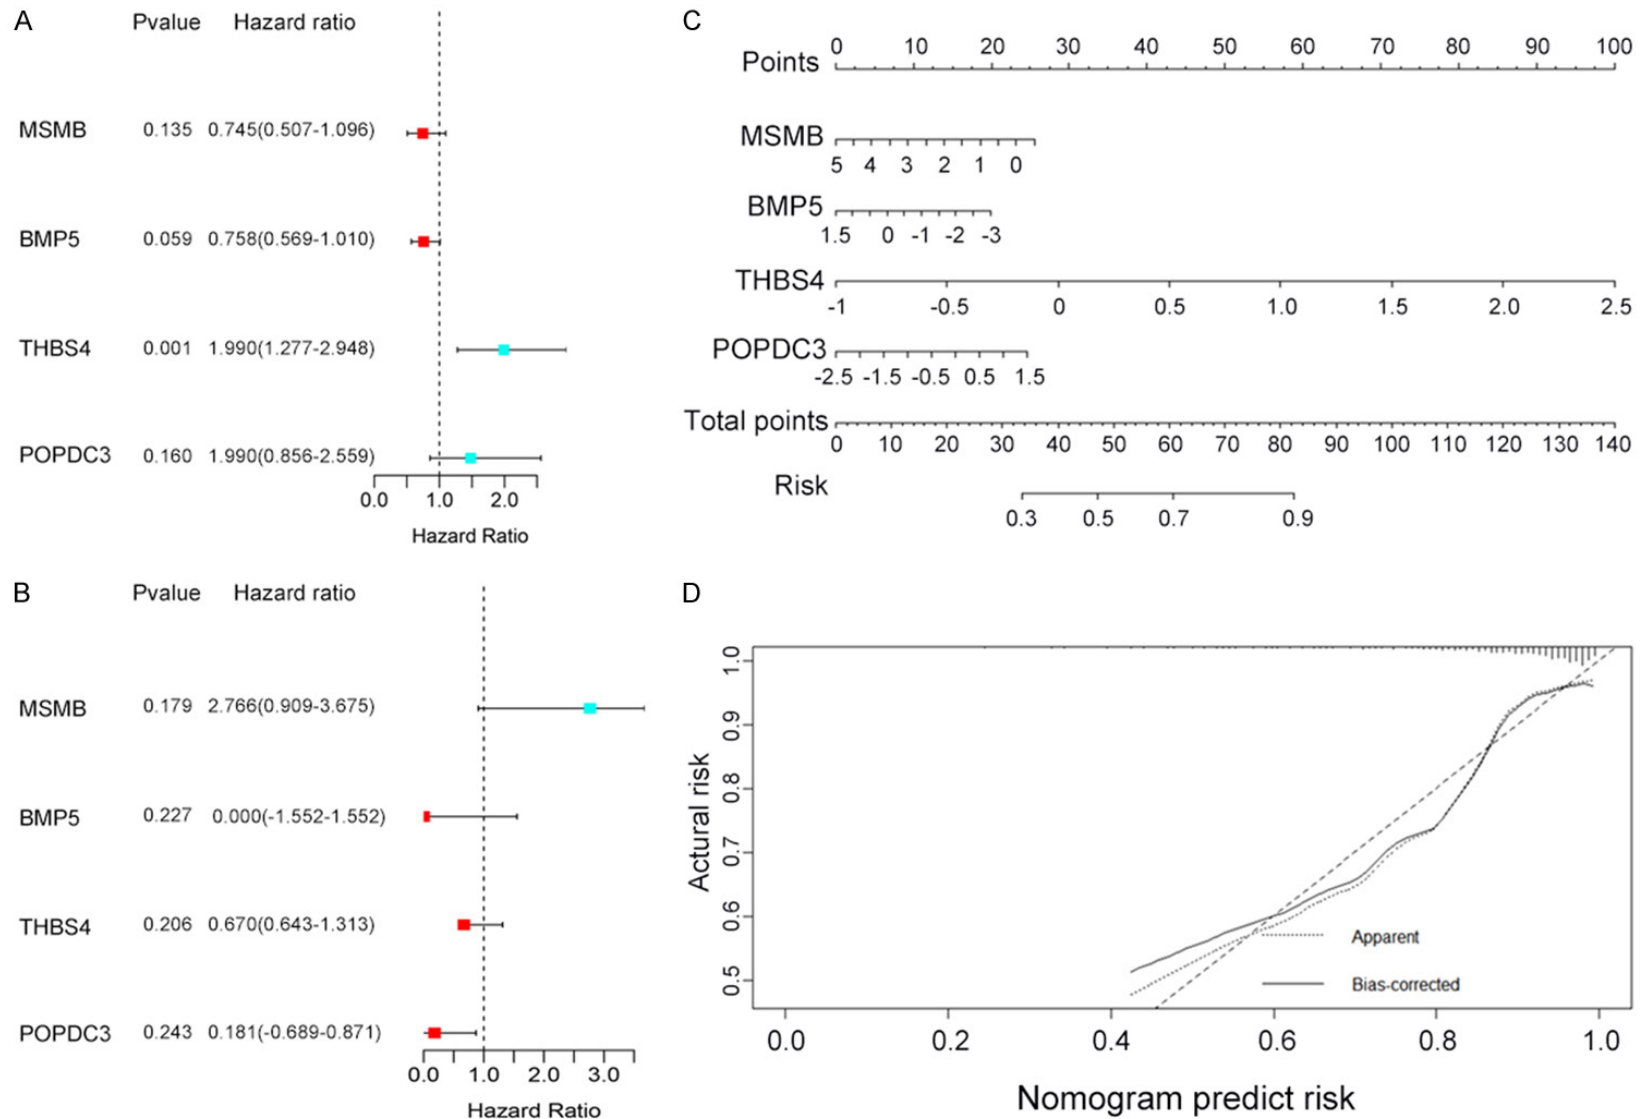 A
Pvalue Hazard ratio
MSMB 0.135 0.745(0.507-1.096)
BMP5 0.059 0.758(0.569-1.010)
THBS4 0.001 1.990(1.277-2.948)
POPDC3 0.160 1.990(0.856-2.559)
0.0 1.0 2.0
Hazard Ratio
B
Pvalue Hazard ratio
MSMB 0.179 2.766(0.909-3.675)
BMP5 0.227 0.000(-1.552-1.552)
THBS4 0.206 0.670(0.643-1.313)
POPDC3 0.243 0.181(-0.689-0.871)
0.0 1.0 2.0 3.0
Hazard Ratio
C
Points 0 10 20 30 40 50 60 70 80 90 100
MSMB
5 4 3 2 1 0
BMP5
1.5 0 -1 -2 -3
THBS4
-1 -0.5 0 0.5 1.0 1.5 2.0 2.5
POPDC3
-2.5 -1.5 -0.5 0.5 1.5
Total points
0 10 20 30 40 50 60 70 80 90 100 110 120 130 140
Risk
0.3 0.5 0.7 0.9
D
Actural risk
1.0
0.9
0.8
0.7
0.6
0.5
Apparent
Bias-corrected
0.0 0.2 0.4 0.6 0.8 1.0
Nomogram predict risk